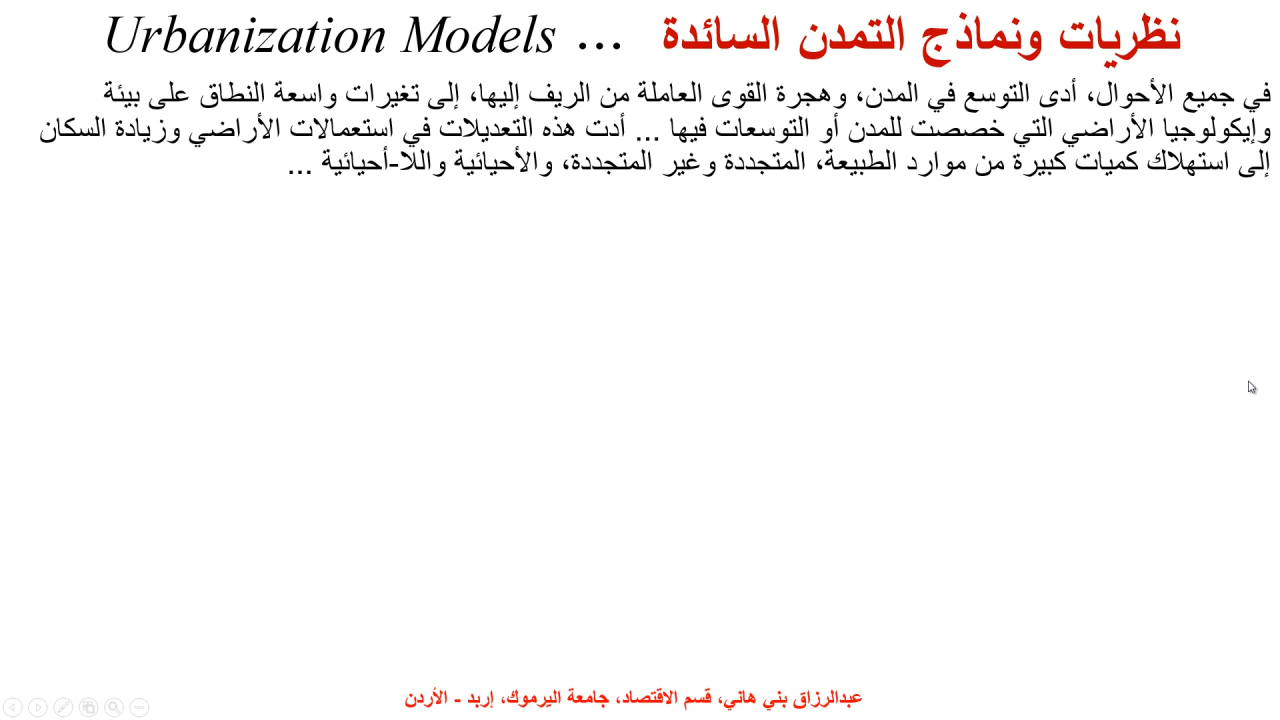 نظريات ونماذج التمدن السائدة ... Urbanization Models
في جميع الأحوال، أدى التوسع في المدن، وهجرة القوى العاملة من الريف إليها، إلى تغيرات واسعة النطاق على بيئة
وإيكولوجيا الأراضي التي خصصت للمدن أو التوسعات فيها ... أدت هذه التعديلات في استعمالات الأراضي وزيادة السكان
إلى استهلاك كميات كبيرة من موارد الطبيعة، المتجددة وغير المتجددة، والأحيائية واللا-أحيائية ...
عبدالرزاق بني هاني، قسم الاقتصاد، جامعة اليرموك، إربد - الأردن